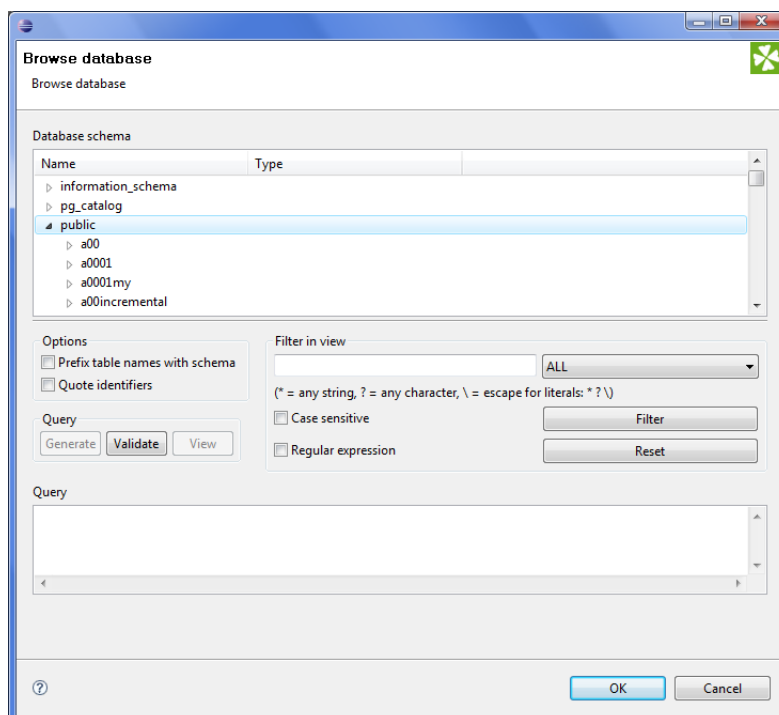 Browse database
Browse database
Database schema
Name Type
information_schema
pg_catalog
public
a00
a0001
a0001my
a00incremental
Options
Prefix table names with schema
Quote identifiers
Filter in view
ALL
(* = any string, ? = any character, \ = escape for literals: * ? \)
Case sensitive
Filter
Regular expression
Reset
Query
Generate Validate View
Query
OK Cancel